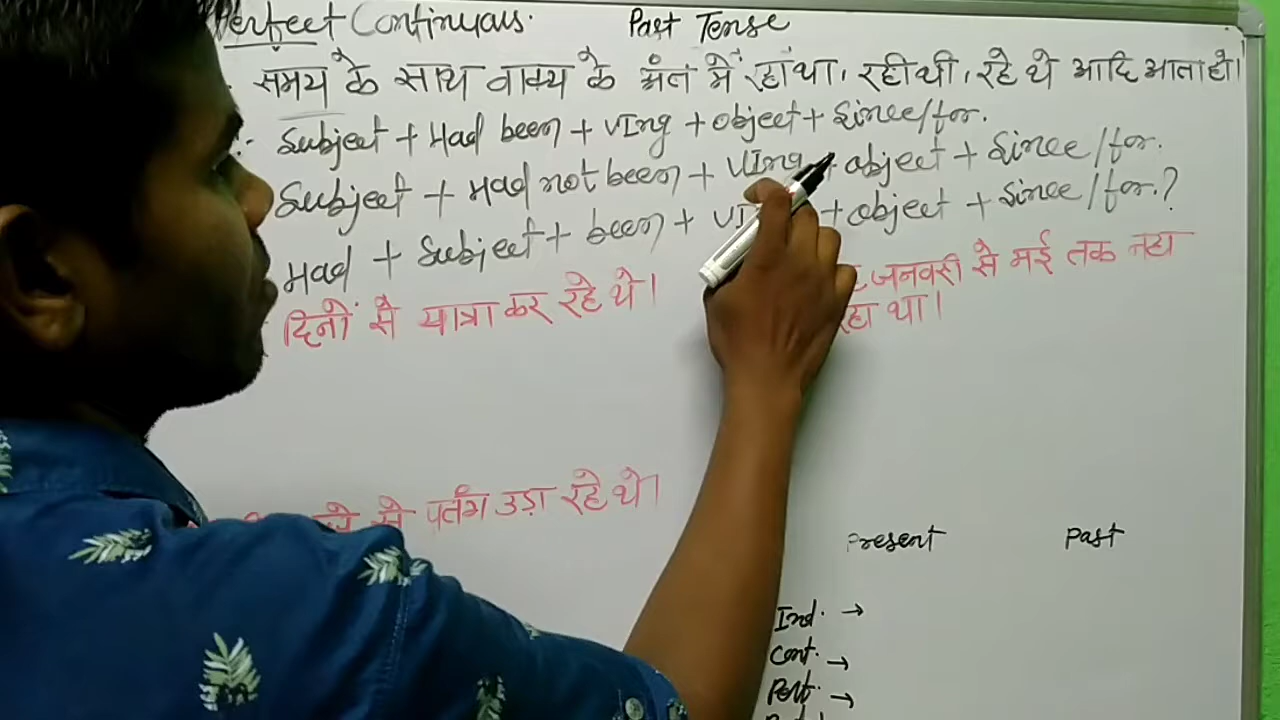 Perfect Continuous. Past Tense
समय के साथ वाक्य के अंत में रहा था, रही थी, रहे थे आदि आता हो।
Subject + Had been + Ving + object + Since/for.
Subject + Had not been + Ving + object + Since/for.
Had + Subject + been + + object + Since/for.?
दिनों से यात्रा कर रहे थे।
जनवरी से मई तक नया
रहा था।
से पतंग उड़ा रहे थे।
Present Past
Ind. →
Cont. →
Perf. →